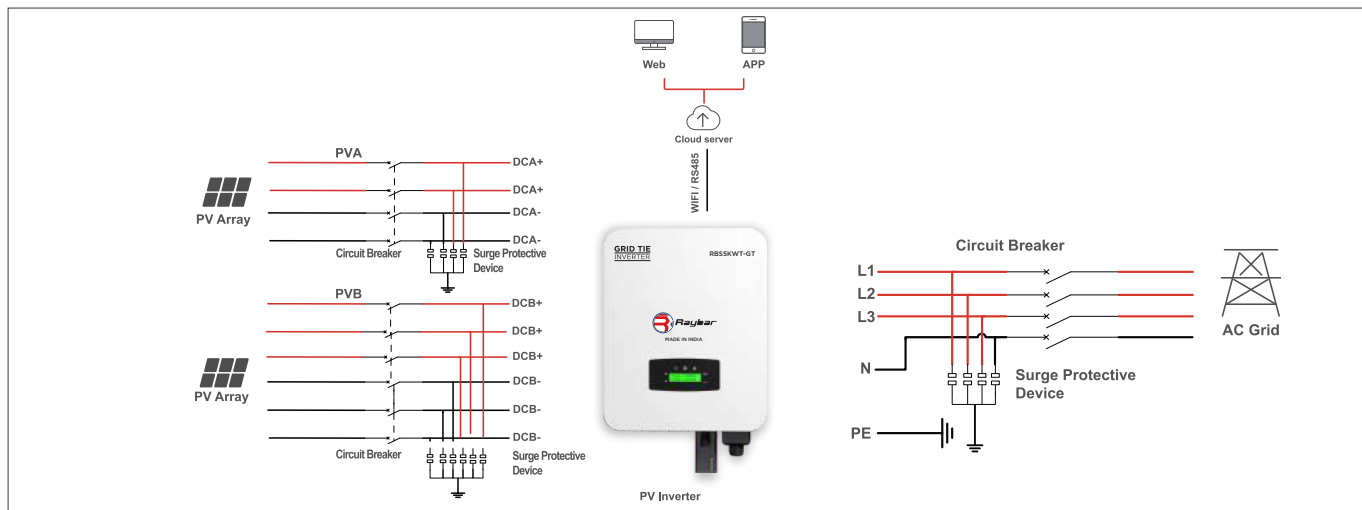 Web
APP
Cloud server
WIFI / RS485
PVA
DCA+
DCA+
DCA-
DCA-
PV Array
Circuit Breaker
Surge Protective
Device
PVB
DCB+
DCB+
DCB+
DCB-
DCB-
DCB-
PV Array
Circuit Breaker
Surge Protective
Device
GRID TIE
INVERTER
RBS5KWT-GT
Raybar
MADE IN INDIA
PV Inverter
Circuit Breaker
L1
L2
L3
N
PE
Surge Protective
Device
AC Grid